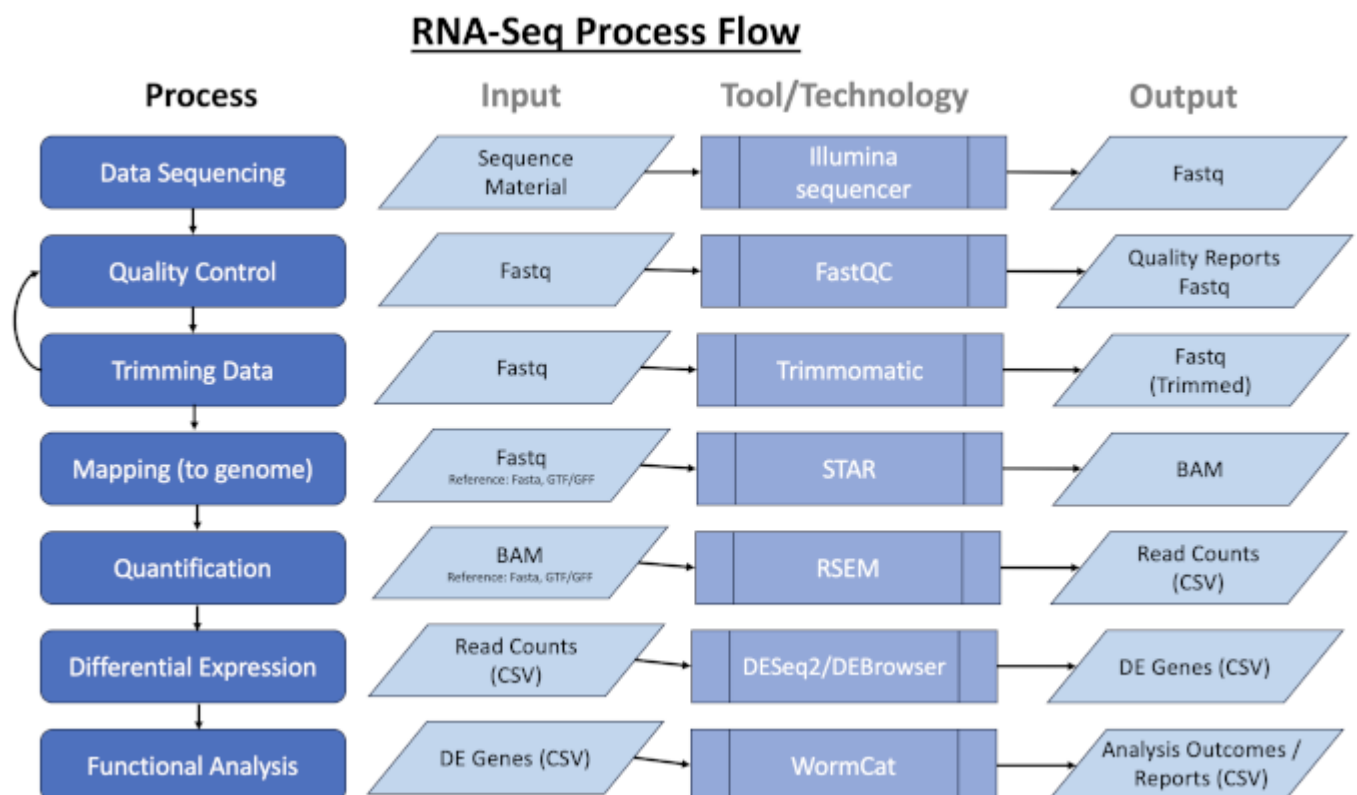 RNA-Seq Process Flow
Process
Input
Tool/Technology
Output
Data Sequencing
Sequence
Material
Illumina
sequencer
Fastq
Quality Control
Fastq
FastQC
Quality Reports
Fastq
Trimming Data
Fastq
Trimmomatic
Fastq
(Trimmed)
Mapping (to genome)
Fastq
Reference: Fasta, GTF/GFF
STAR
BAM
Quantification
BAM
Reference: Fasta, GTF/GFF
RSEM
Read Counts
(CSV)
Differential Expression
Read Counts
(CSV)
DESeq2/DEBrowser
DE Genes (CSV)
Functional Analysis
DE Genes (CSV)
WormCat
Analysis Outcomes /
Reports (CSV)